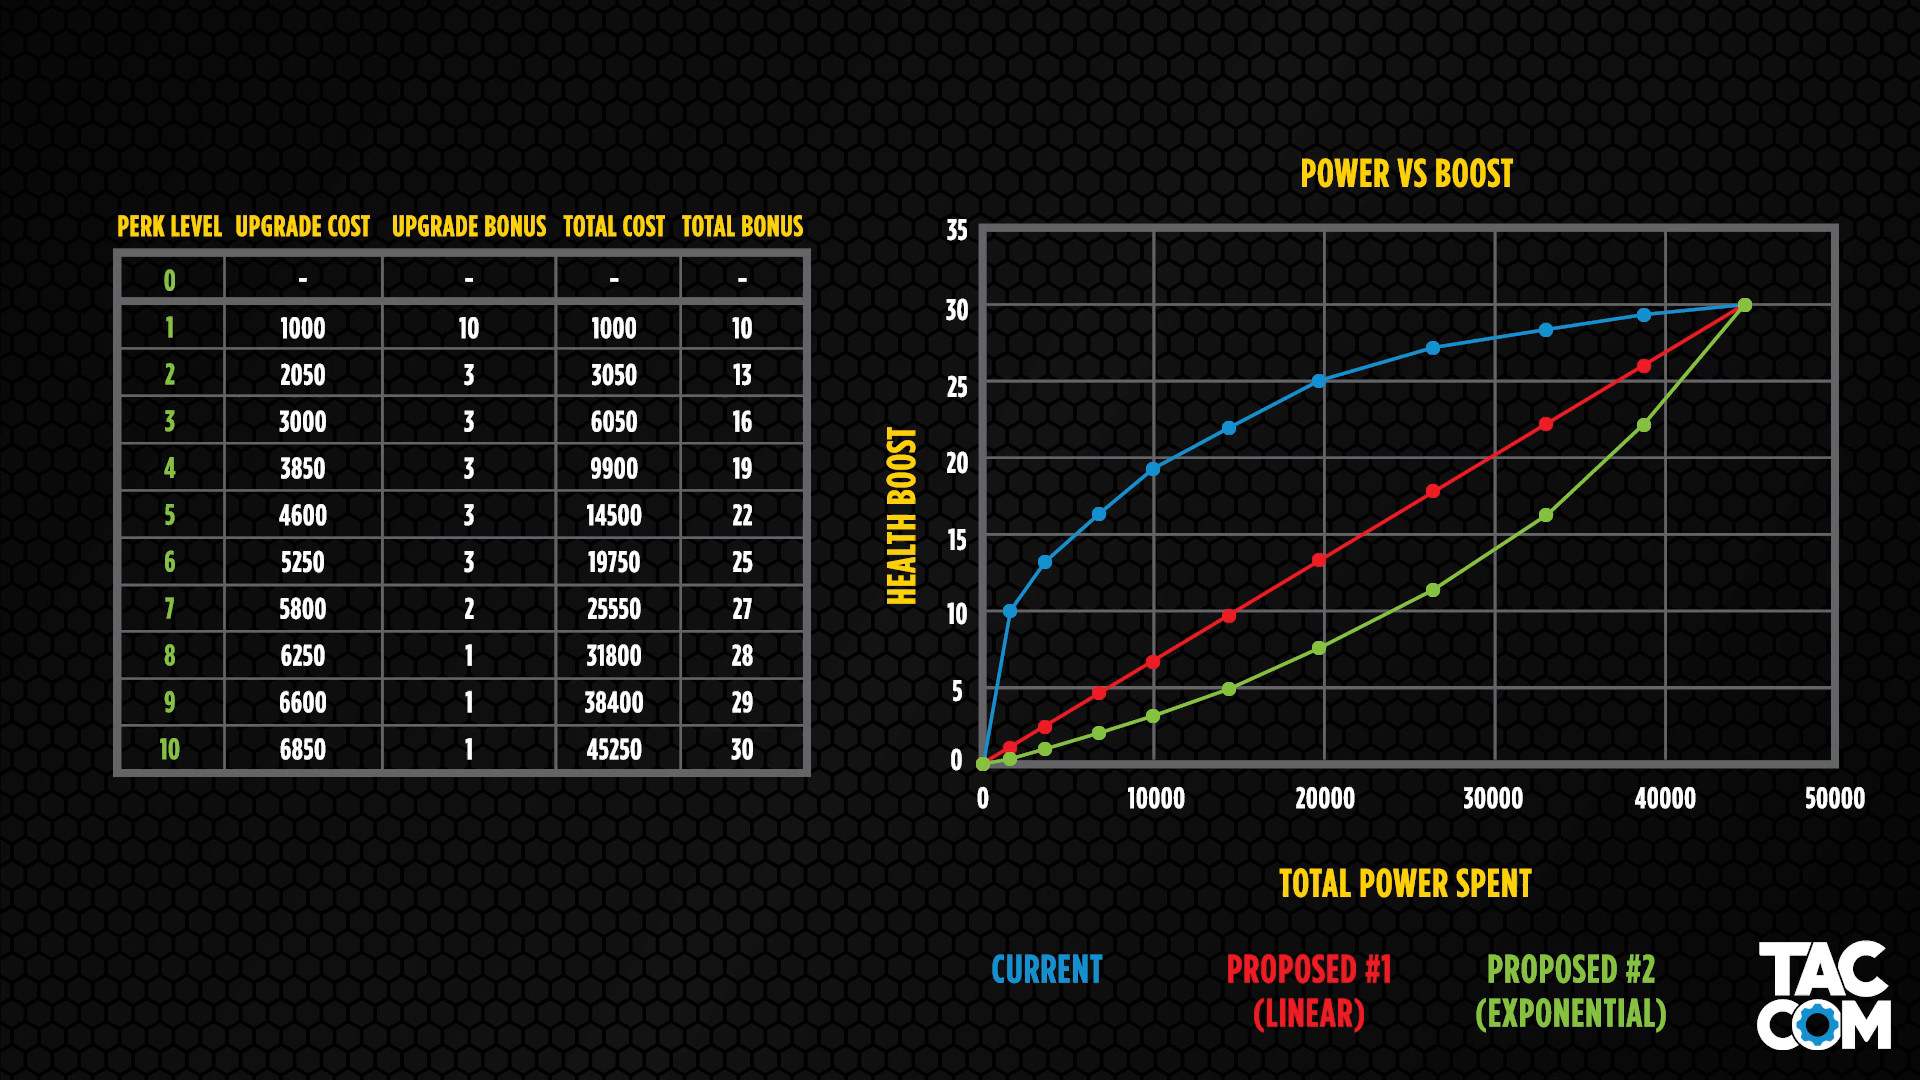 PERK LEVEL UPGRADE COST UPGRADE BONUS TOTAL COST TOTAL BONUS
0 - - - -
1 1000 10 1000 10
2 2050 3 3050 13
3 3000 3 6050 16
4 3850 3 9900 19
5 4600 3 14500 22
6 5250 3 19750 25
7 5800 2 25550 27
8 6250 1 31800 28
9 6600 1 38400 29
10 6850 1 45250 30
POWER VS BOOST
HEALTH BOOST
35
30
25
20
15
10
5
0
0 10000 20000 30000 40000 50000
TOTAL POWER SPENT
CURRENT
PROPOSED #1
(LINEAR)
PROPOSED #2
(EXPONENTIAL)
TAC
COM